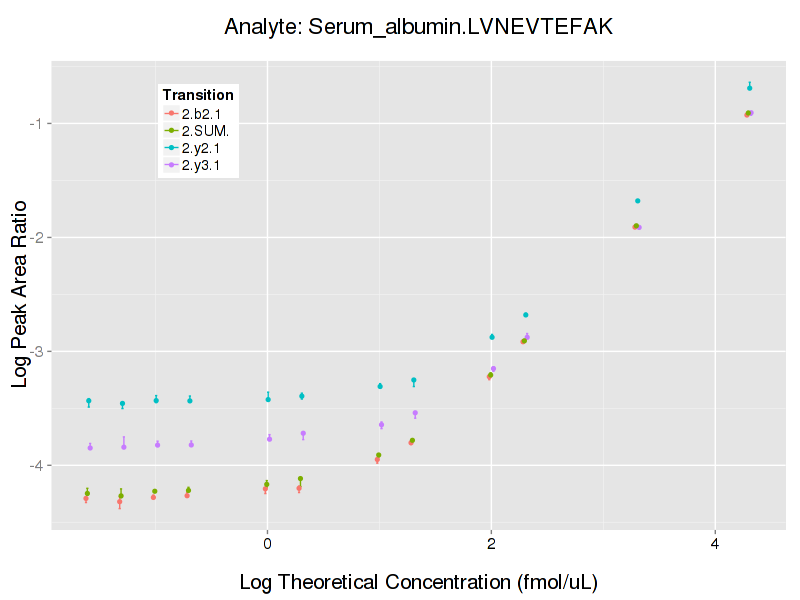 Analyte: Serum_albumin.LVNEVTEFAK
Transition
2.b2.1
2.SUM.
2.y2.1
2.y3.1
-1
-2
-3
-4
Log Peak Area Ratio
0
2
4
Log Theoretical Concentration (fmol/uL)